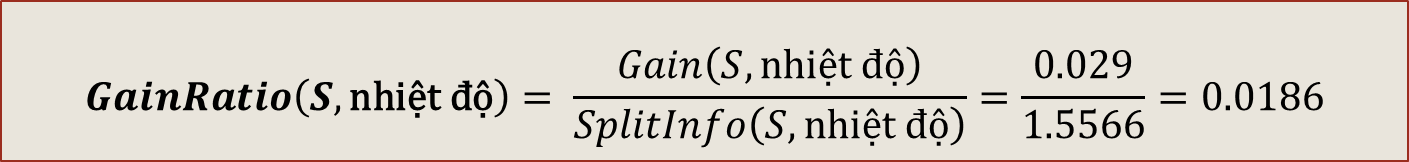 GainRatio(S, nhiệt độ) = Gain(S, nhiệt độ) / SplitInfo(S, nhiệt độ) = 0.029 / 1.5566 = 0.0186